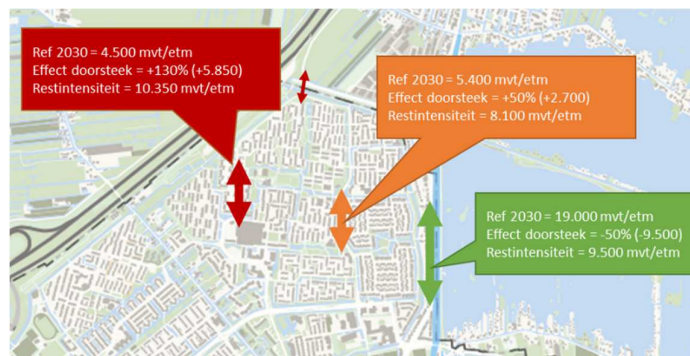 Ref 2030 = 4.500 mvt/etm
Effect doorsteek = +130% (+5.850)
Restintensiteit = 10.350 mvt/etm
Ref 2030 = 5.400 mvt/etm
Effect doorsteek = +50% (+2.700)
Restintensiteit = 8.100 mvt/etm
Ref 2030 = 19.000 mvt/etm
Effect doorsteek = -50% (-9.500)
Restintensiteit = 9.500 mvt/etm